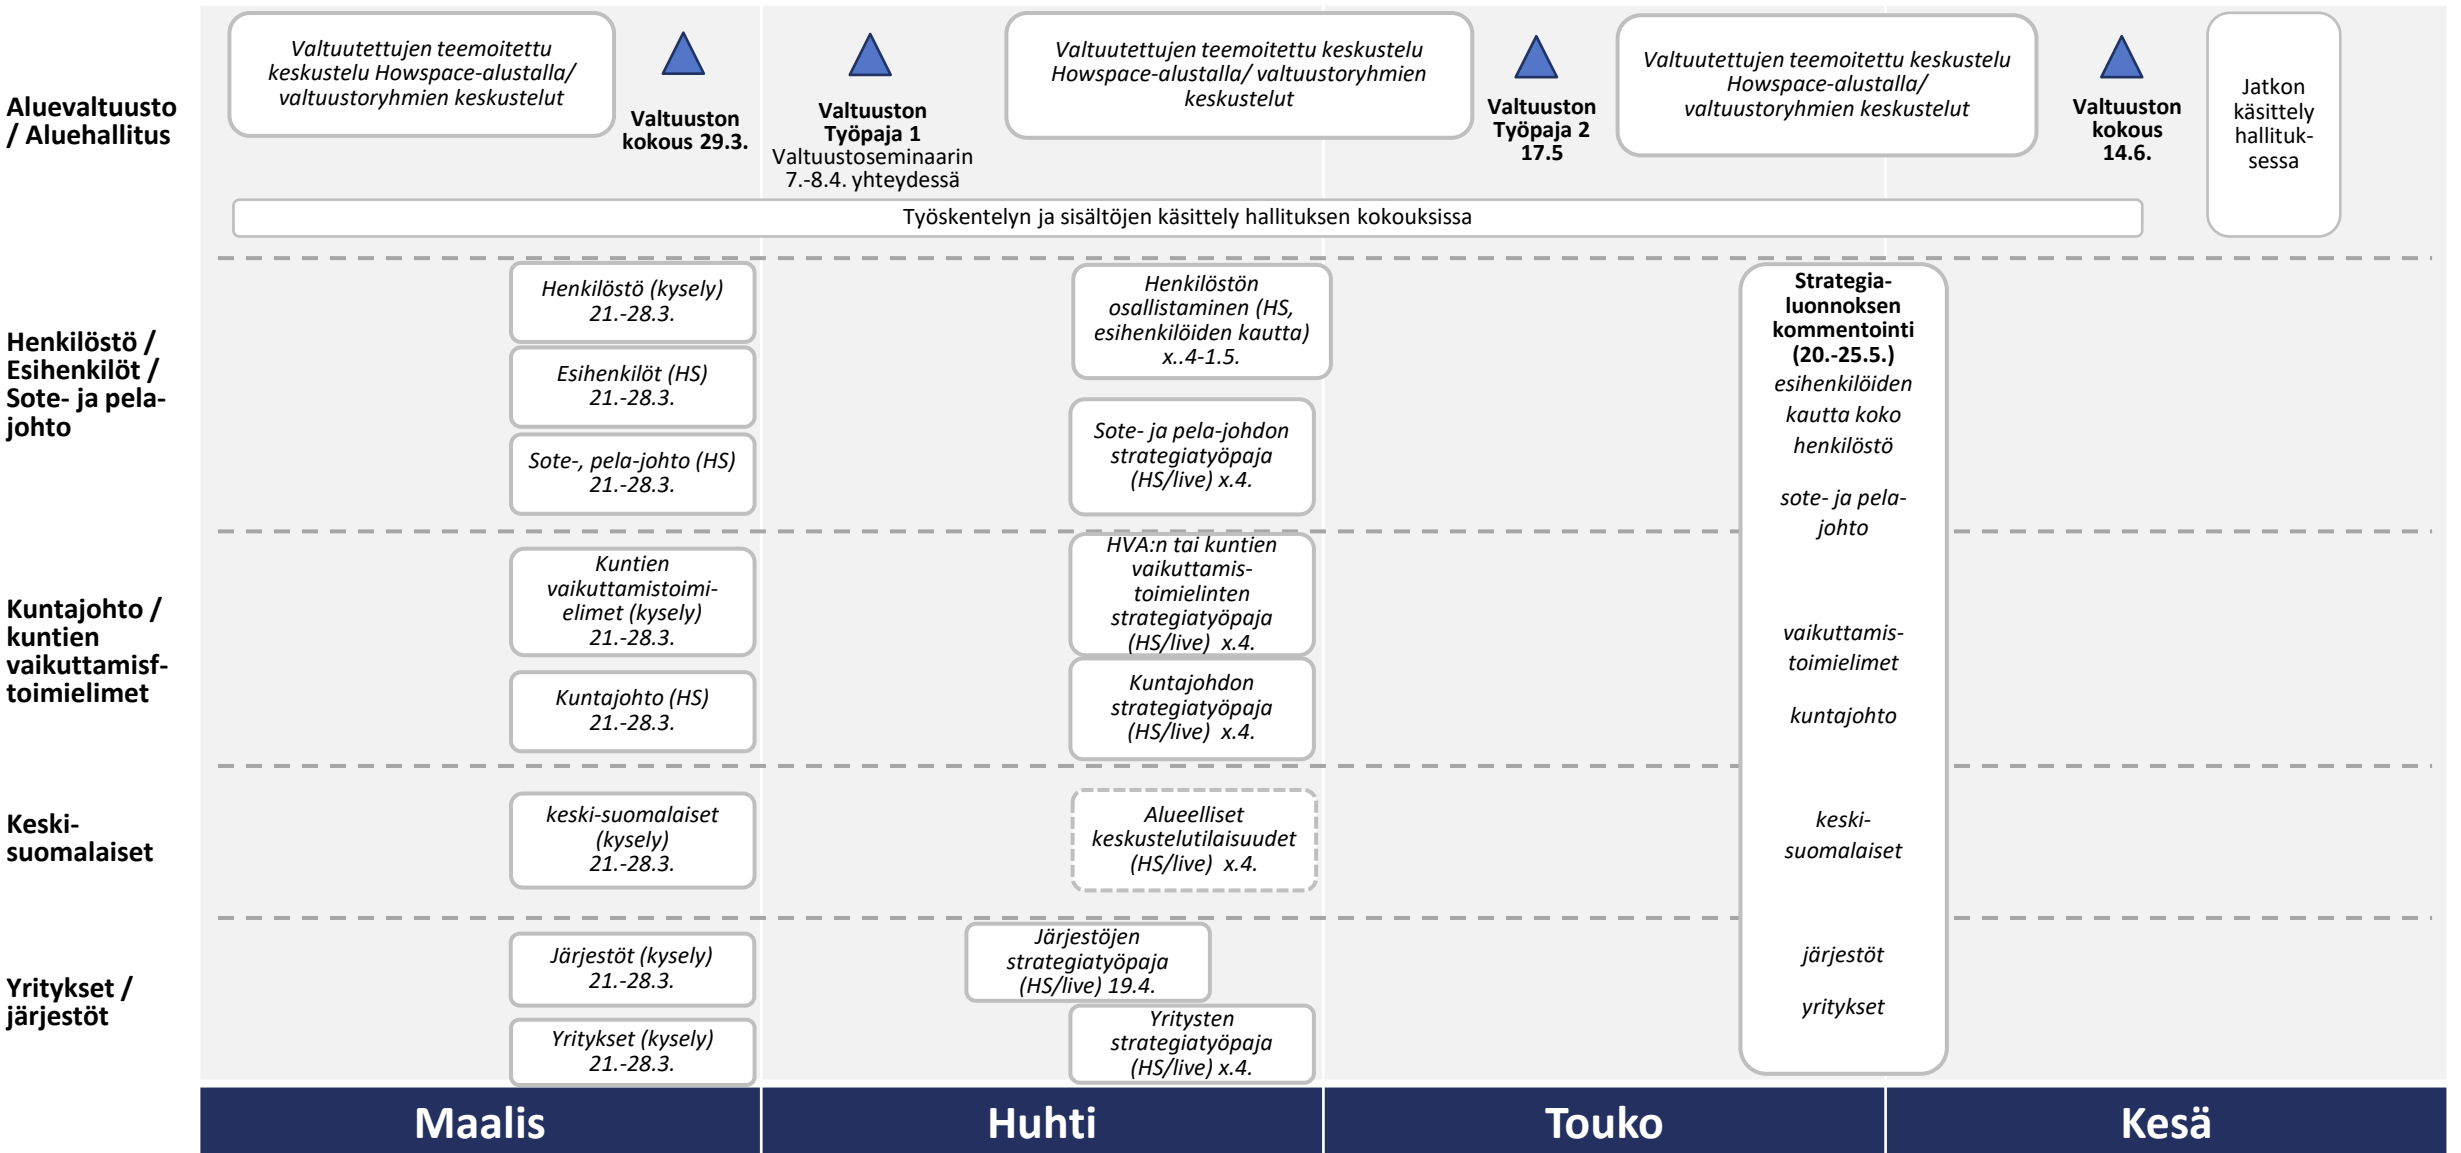 Aluevaltuusto
/ Aluehallitus
Valtuutettujen teemoitettu
keskustelu Howspace-alustalla/
valtuustoryhmien keskustelut
Valtuuston
kokous 29.3.
Valtuuston
Työpaja 1
Valtuustoseminaarin
7.-8.4. yhteydessä
Valtuutettujen teemoitettu keskustelu
Howspace-alustalla/ valtuustoryhmien
keskustelut
Valtuuston
Työpaja 2
17.5
Valtuutettujen teemoitettu keskustelu
Howspace-alustalla/
valtuustoryhmien keskustelut
Valtuuston
kokous
14.6.
Jatkon
käsittely
hallituk-
sessa
Työskentelyn ja sisältöjen käsittely hallituksen kokouksissa
Henkilöstö /
Esihenkilöt /
Sote- ja pela-
johto
Henkilöstö (kysely)
21.-28.3.
Esihenkilöt (HS)
21.-28.3.
Sote-, pela-johto (HS)
21.-28.3.
Henkilöstön
osallistaminen (HS,
esihenkilöiden kautta)
x..4-1.5.
Sote- ja pela-johdon
strategiatyöpaja
(HS/live) x.4.
Strategia-
luonnoksen
kommentointi
(20.-25.5.)
esihenkilöiden
kautta koko
henkilöstö
sote- ja pela-
johto
vaikuttamis-
toimielimet
kuntajohto
keski-
suomalaiset
järjestöt
yritykset
Kuntajohto /
kuntien
vaikuttamisf-
toimielimet
Kuntien
vaikuttamistoimi-
elimet (kysely)
21.-28.3.
Kuntajohto (HS)
21.-28.3.
HVA:n tai kuntien
vaikuttamis-
toimielinten
strategiatyöpaja
(HS/live) x.4.
Kuntajohdon
strategiatyöpaja
(HS/live) x.4.
Keski-
suomalaiset
keski-suomalaiset
(kysely)
21.-28.3.
Alueelliset
keskustelutilaisuudet
(HS/live) x.4.
Yritykset /
järjestöt
Järjestöt (kysely)
21.-28.3.
Yritykset (kysely)
21.-28.3.
Järjestöjen
strategiatyöpaja
(HS/live) 19.4.
Yritysten
strategiatyöpaja
(HS/live) x.4.
Maalis
Huhti
Touko
Kesä